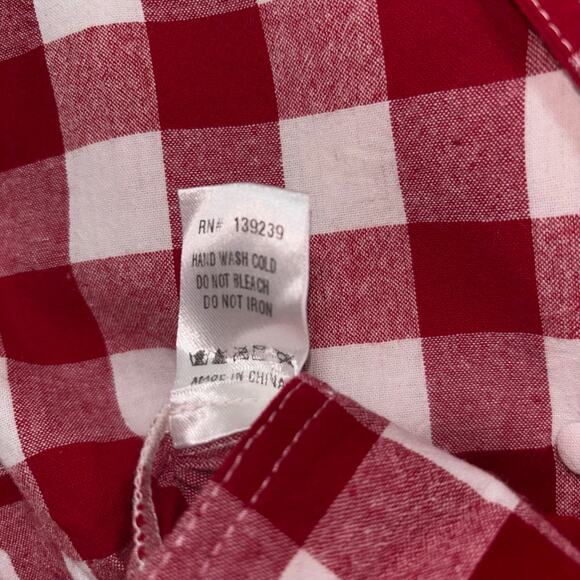 RN# 139239
HAND WASH COLD
DO NOT BLEACH
DO NOT IRON
MADE IN CHINA